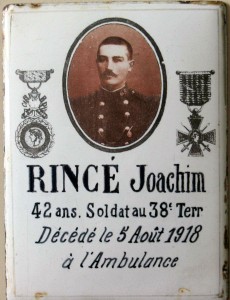 RINCÉ Joachim
42 ans. Soldat au 38e Terr
Décédé le 5 Août 1918
à l'Ambulance